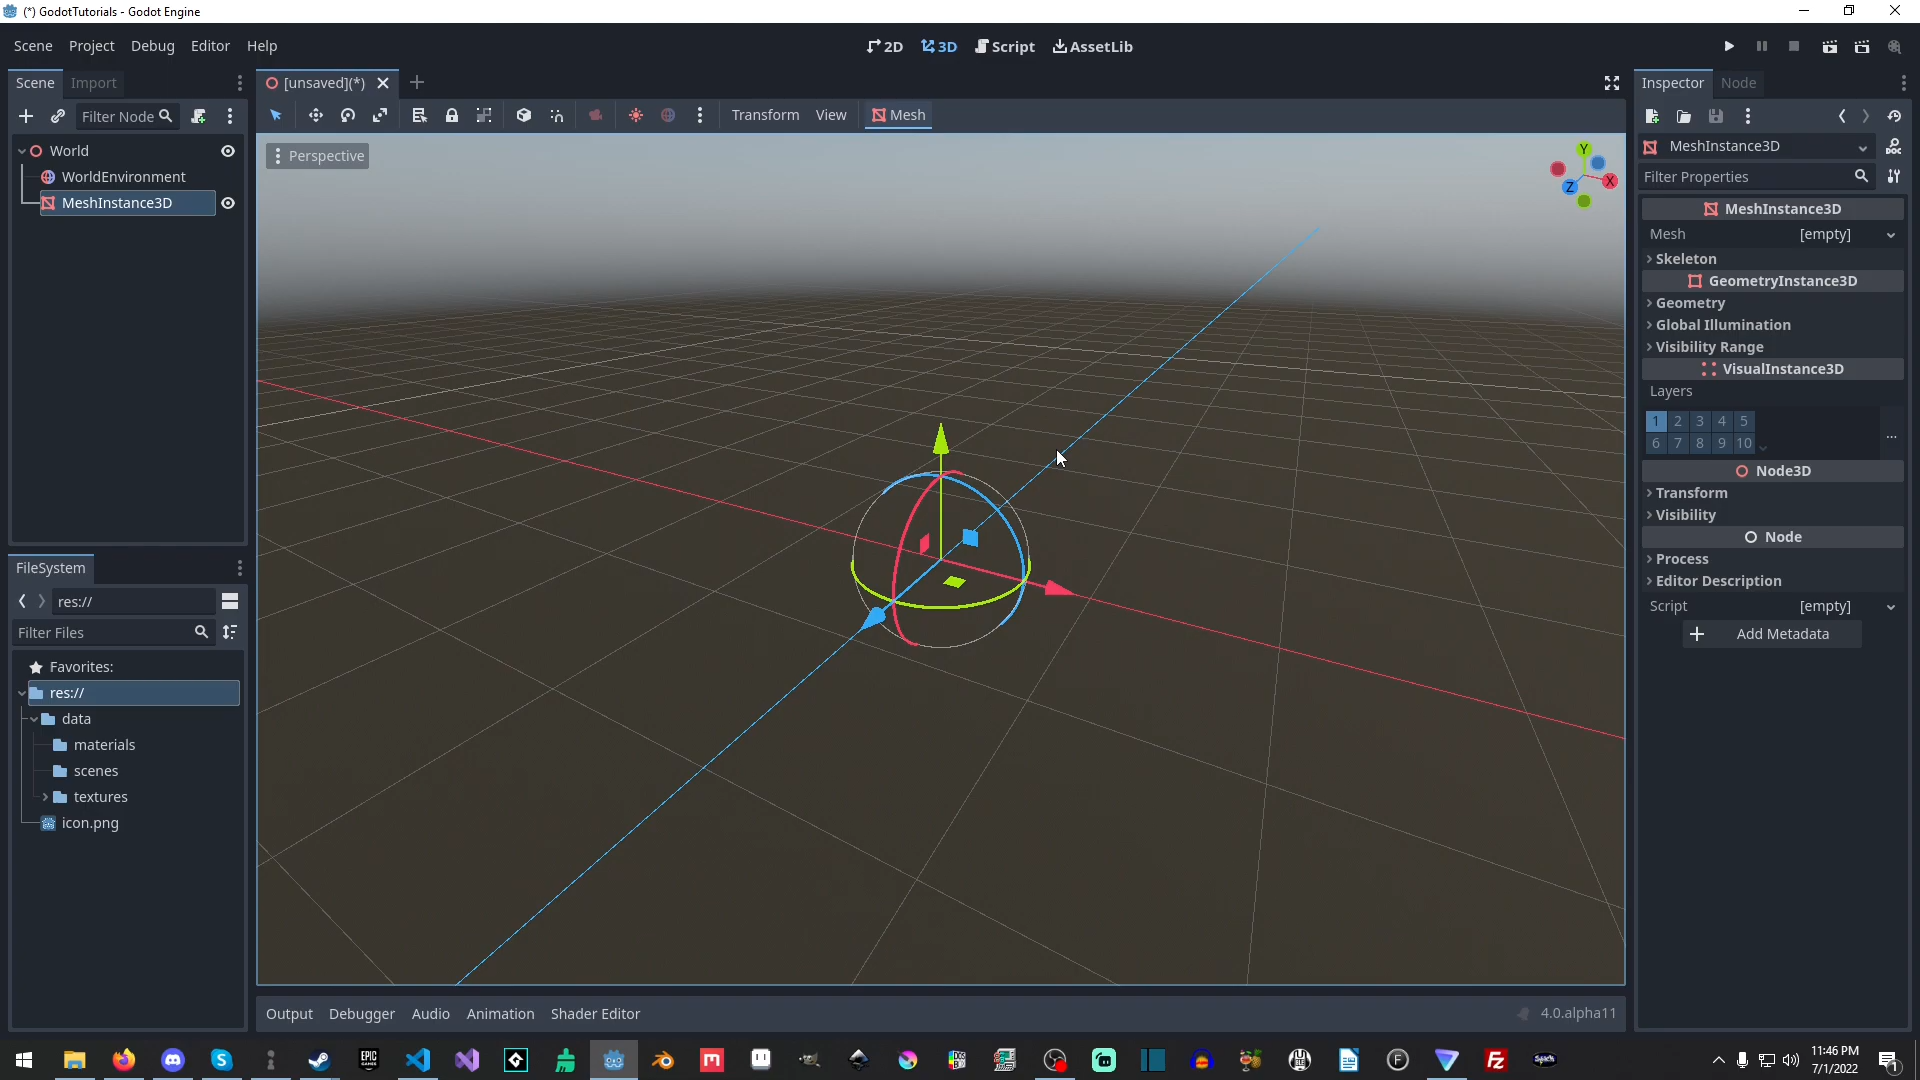 (*) GodotTutorials - Godot Engine
Scene Project Debug Editor Help
2D 3D Script AssetLib
Scene Import
[unsaved](*)
Inspector Node
Filter Node
Transform View Mesh
World
WorldEnvironment
MeshInstance3D
Perspective
Y
X
Z
MeshInstance3D
DOC
Filter Properties
MeshInstance3D
Mesh [empty]
Skeleton
GeometryInstance3D
Geometry
Global Illumination
Visibility Range
VisualInstance3D
Layers
1 2 3 4 5
6 7 8 9 10
...
Node3D
Transform
Visibility
Node
Process
Editor Description
Script [empty]
Add Metadata
FileSystem
res://
Filter Files
Favorites:
res://
data
materials
scenes
textures
icon.png
Output Debugger Audio Animation Shader Editor
4.0.alpha11
EPIC GAMES
11:46 PM
7/1/2022
1